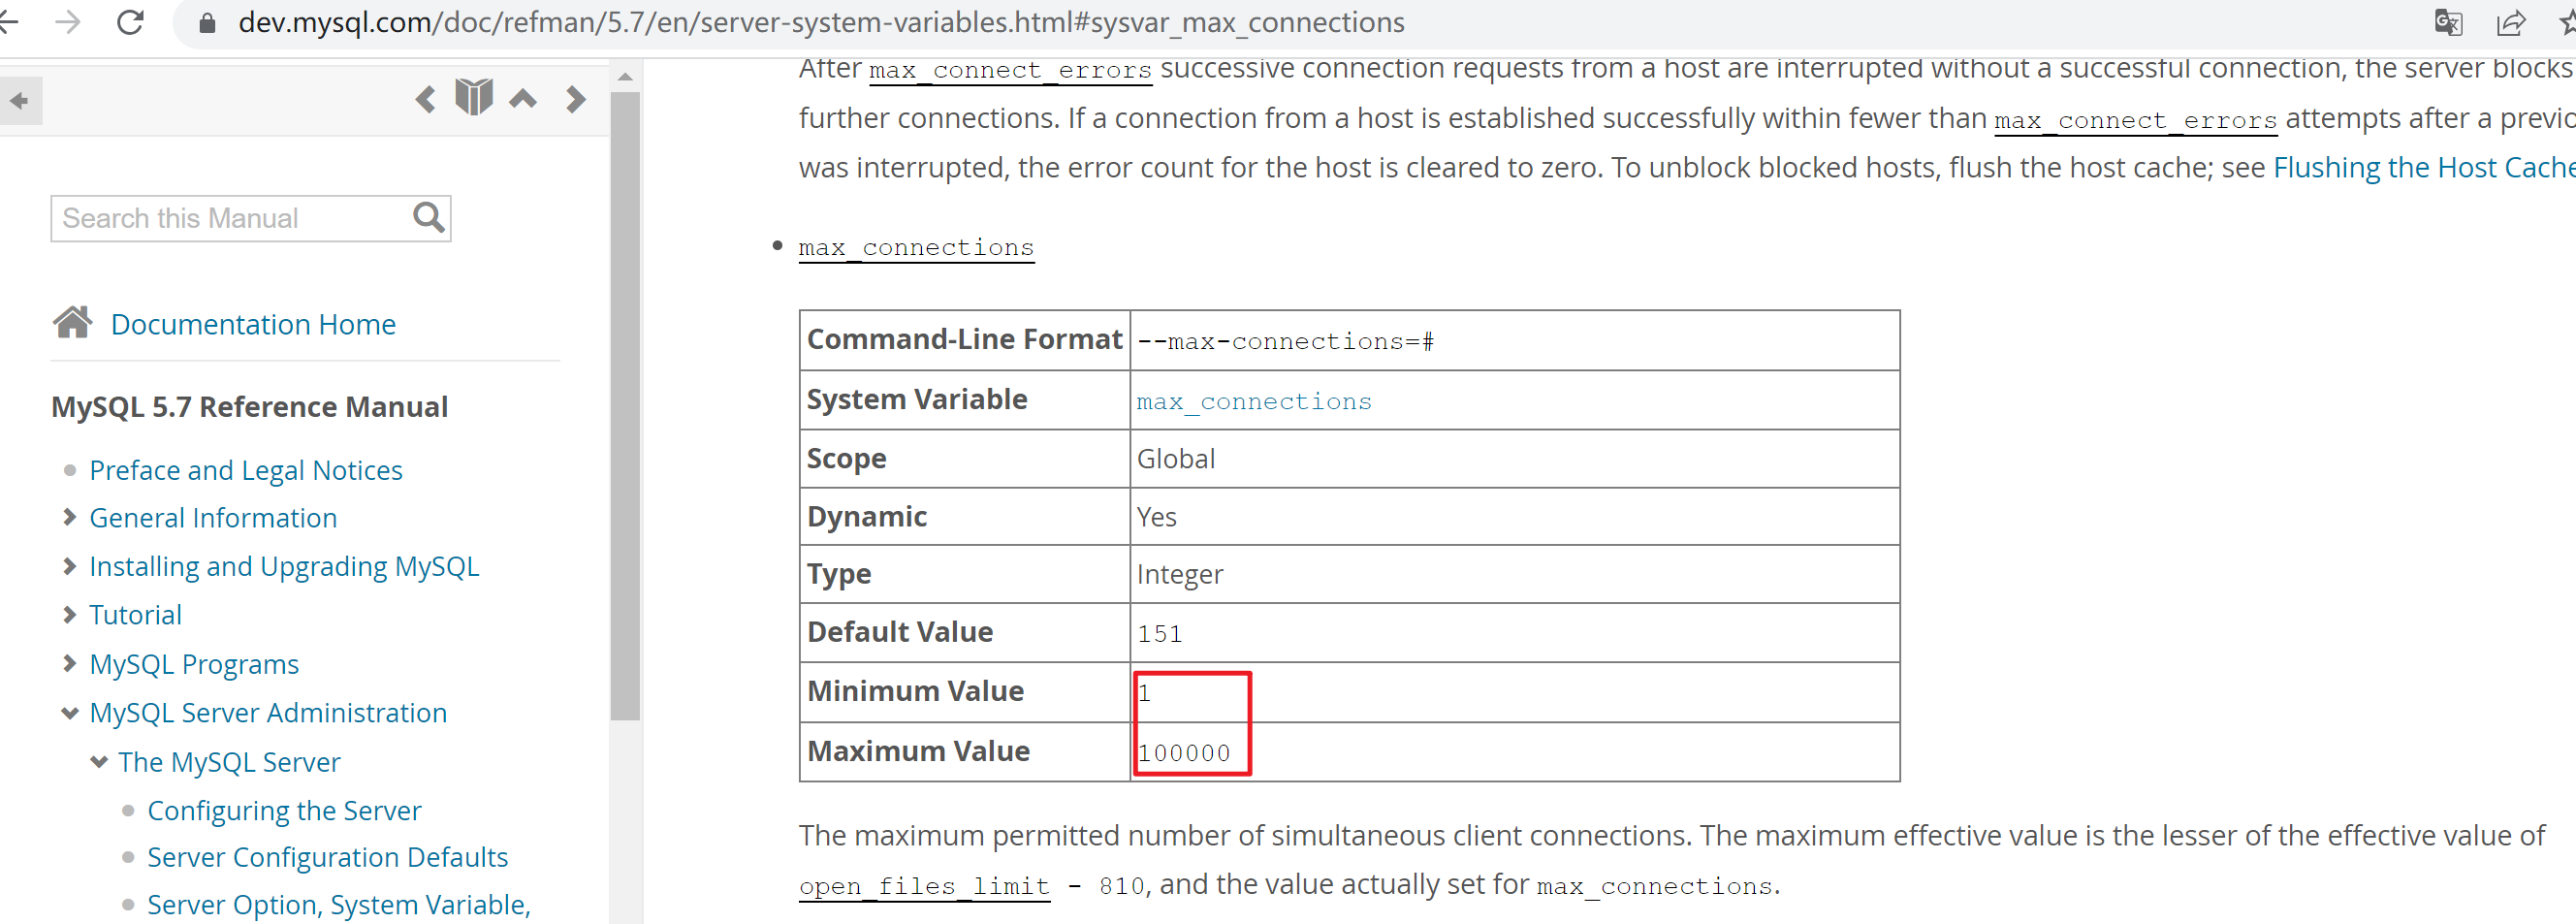 dev.mysql.com/doc/refman/5.7/en/server-system-variables.html#sysvar_max_connections
Search this Manual
Documentation Home
MySQL 5.7 Reference Manual
Preface and Legal Notices
General Information
Installing and Upgrading MySQL
Tutorial
MySQL Programs
MySQL Server Administration
The MySQL Server
Configuring the Server
Server Configuration Defaults
Server Option, System Variable,
After max_connect_errors successive connection requests from a host are interrupted without a successful connection, the server blocks
further connections. If a connection from a host is established successfully within fewer than max_connect_errors attempts after a previo
was interrupted, the error count for the host is cleared to zero. To unblock blocked hosts, flush the host cache; see Flushing the Host Cache
max_connections
Command-Line Format --max-connections=#
System Variable max_connections
Scope Global
Dynamic Yes
Type Integer
Default Value 151
Minimum Value 1
Maximum Value 100000
The maximum permitted number of simultaneous client connections. The maximum effective value is the lesser of the effective value of
open_files_limit - 810, and the value actually set for max_connections.